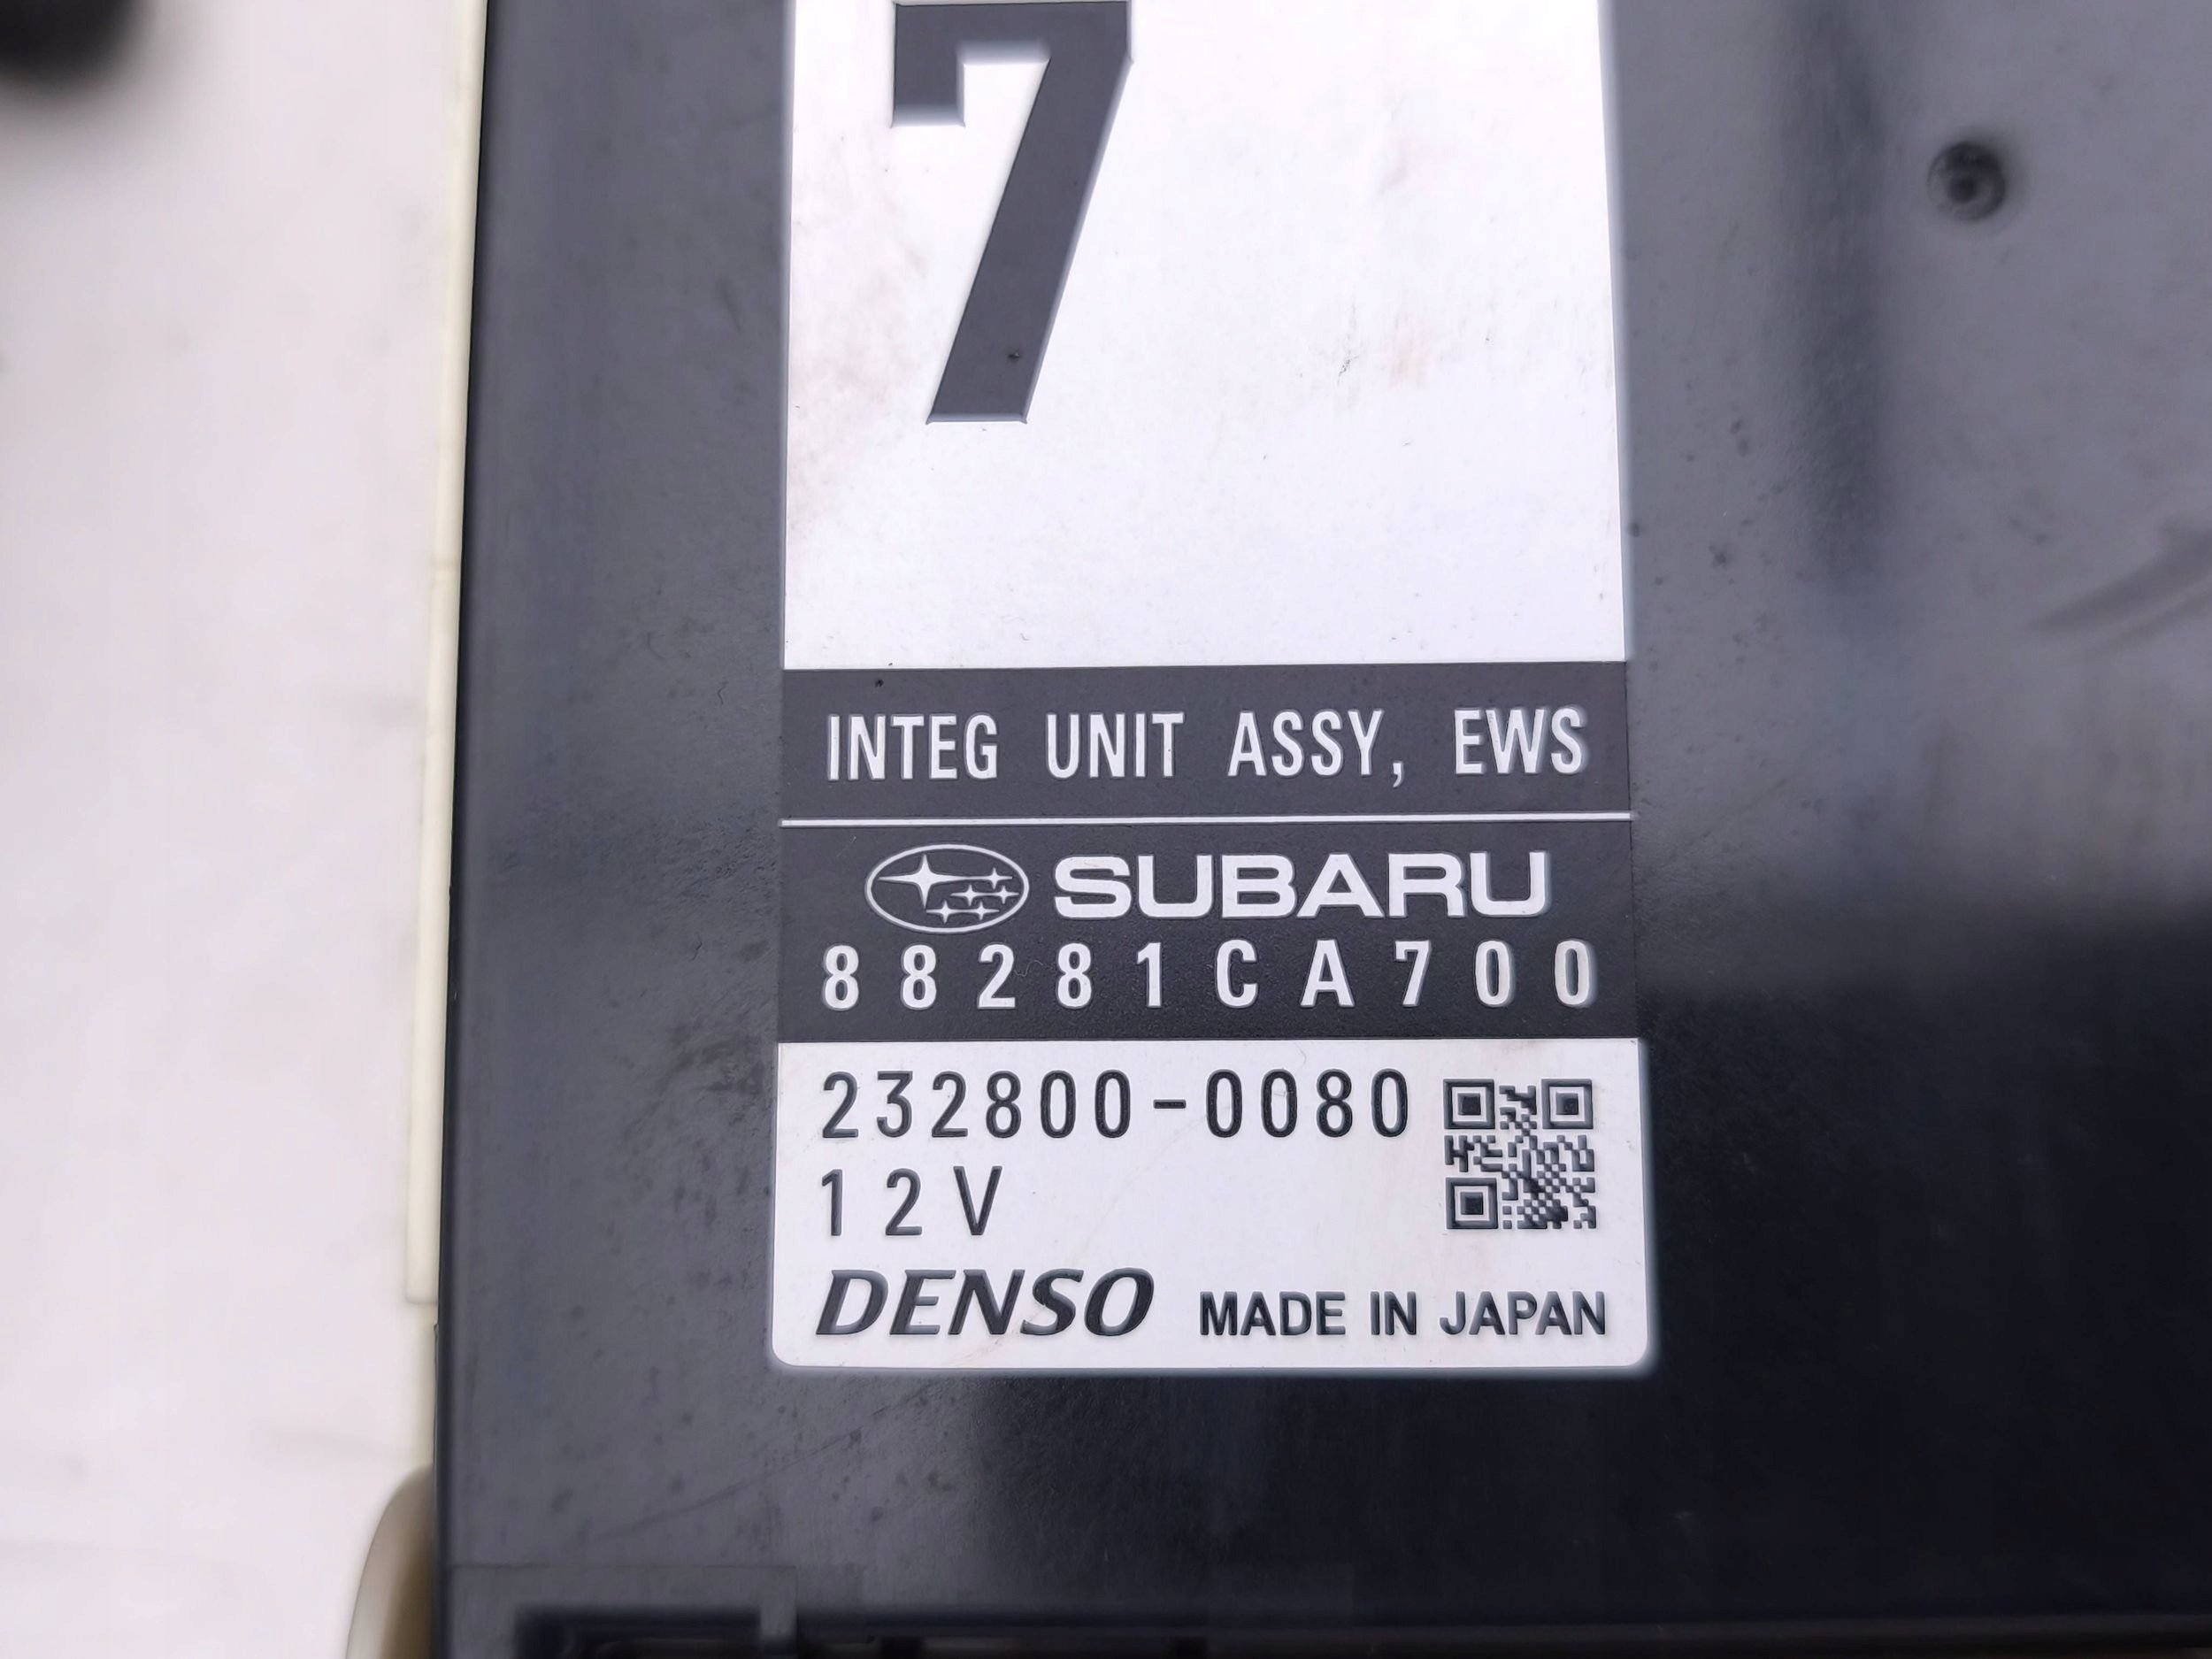 7
INTEG UNIT ASSY, EWS
SUBARU
88281CA700
232800-0080
12V
DENSO MADE IN JAPAN